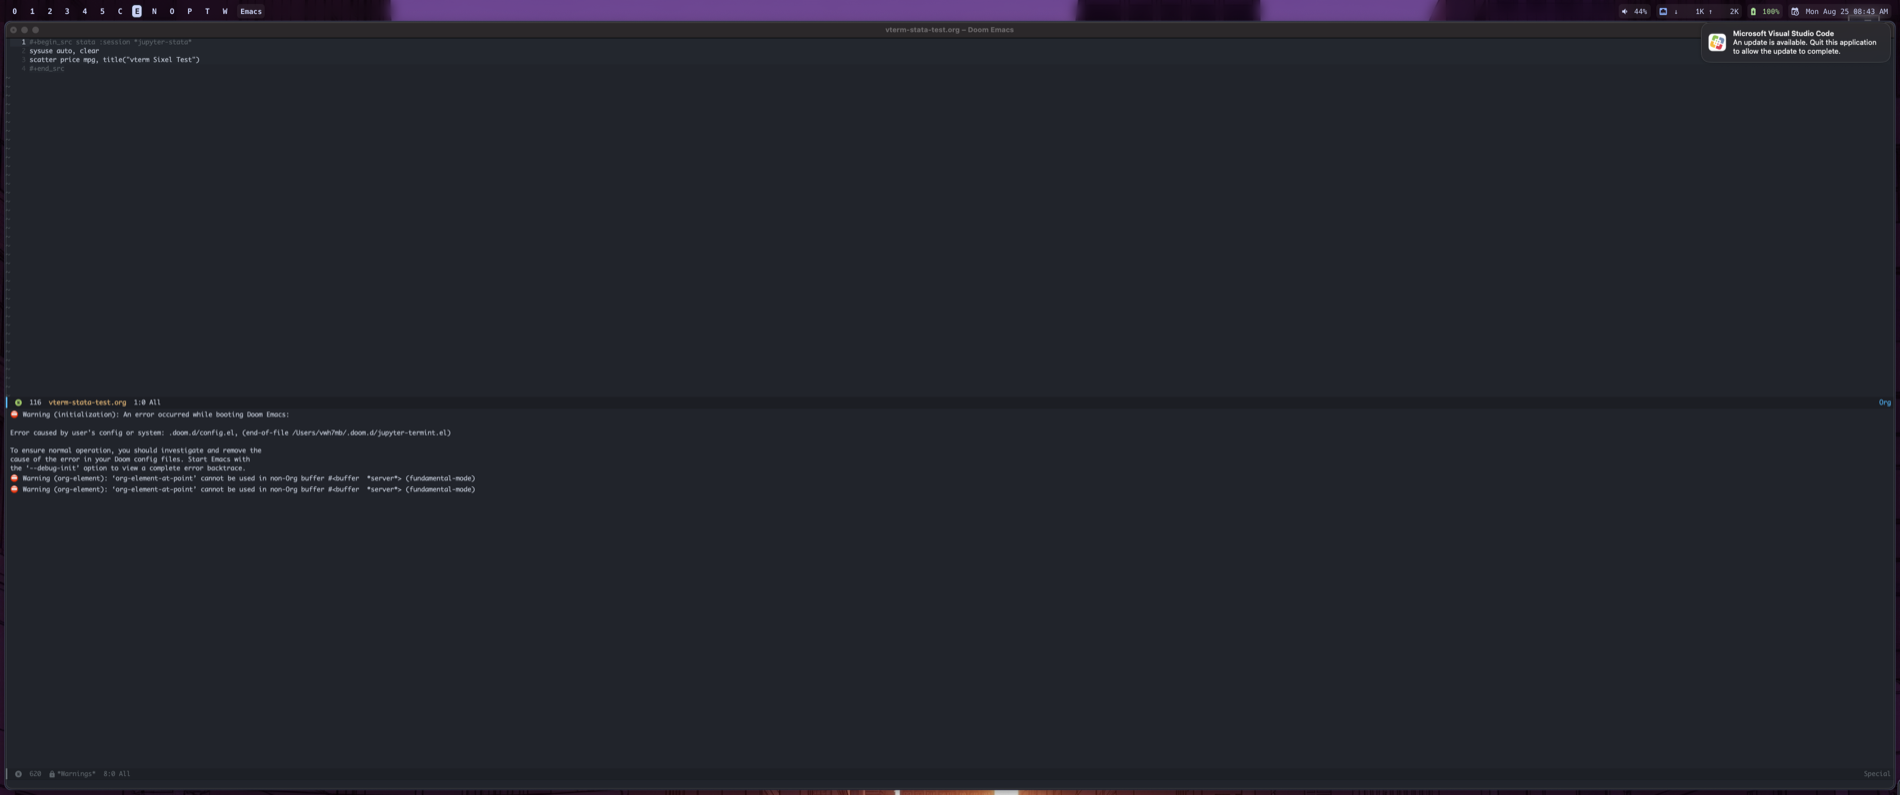 0 1 2 3 4 5 C E N O P T W Emacs
44% ↓ 1K ↑ 2K 100% Mon Aug 25 08:43 AM
vterm-stata-test.org – Doom Emacs
Microsoft Visual Studio Code
An update is available. Quit this application
to allow the update to complete.
1 #+begin_src stata :session *jupyter-stata*
2 sysuse auto, clear
3 scatter price mpg, title("vterm Sixel Test")
4 #+end_src
116 vterm-stata-test.org 1:0 All Org
Warning (initialization): An error occurred while booting Doom Emacs:
Error caused by user's config or system: .doom.d/config.el, (end-of-file /Users/vwh7mb/.doom.d/jupyter-termint.el)
To ensure normal operation, you should investigate and remove the
cause of the error in your Doom config files. Start Emacs with
the '--debug-init' option to view a complete error backtrace.
Warning (org-element): 'org-element-at-point' cannot be used in non-Org buffer #<buffer  *server*> (fundamental-mode)
Warning (org-element): 'org-element-at-point' cannot be used in non-Org buffer #<buffer  *server*> (fundamental-mode)
620 *Warnings* 8:0 All Special